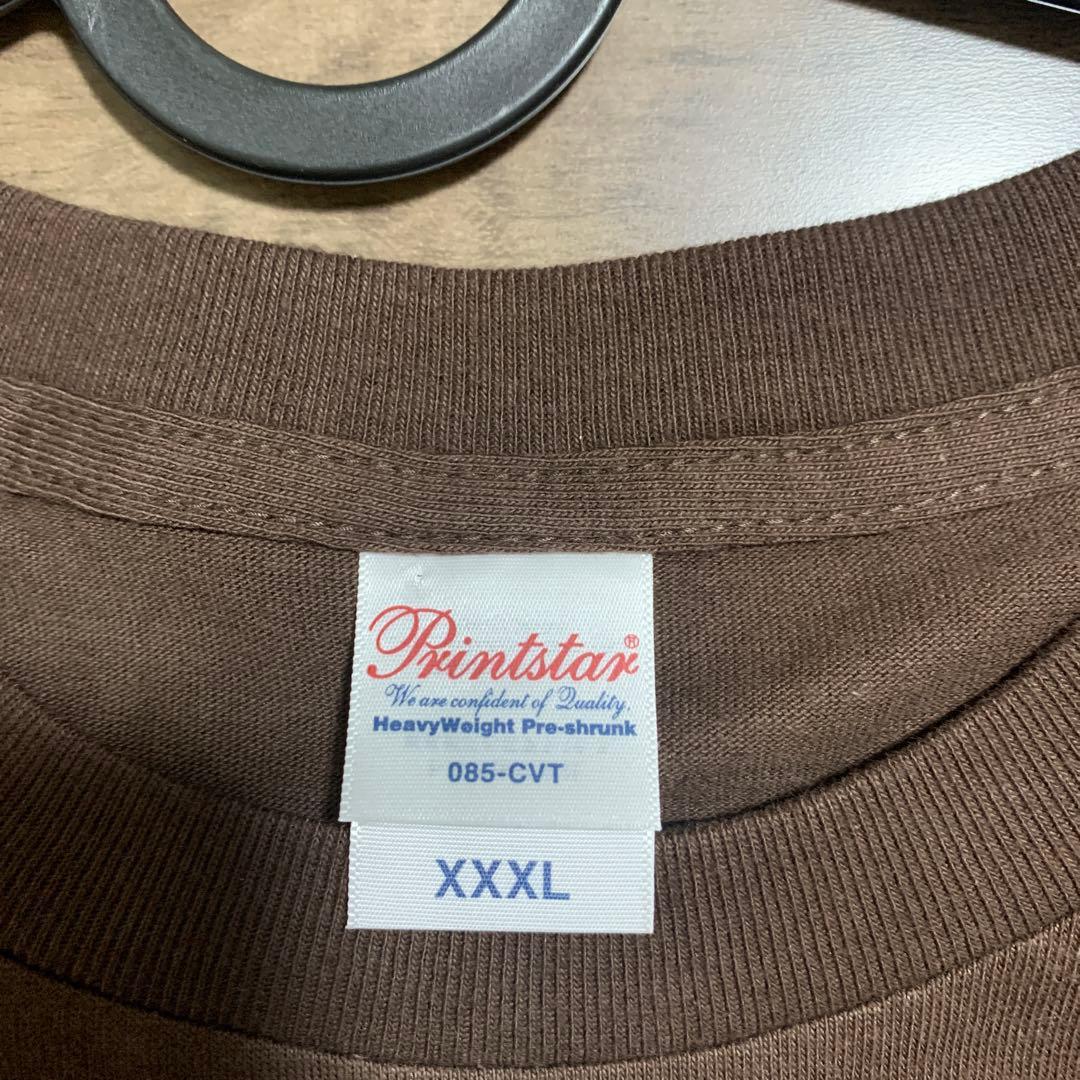 Printstar®
We are confident of Quality.
HeavyWeight Pre-shrunk
085-CVT
XXXL